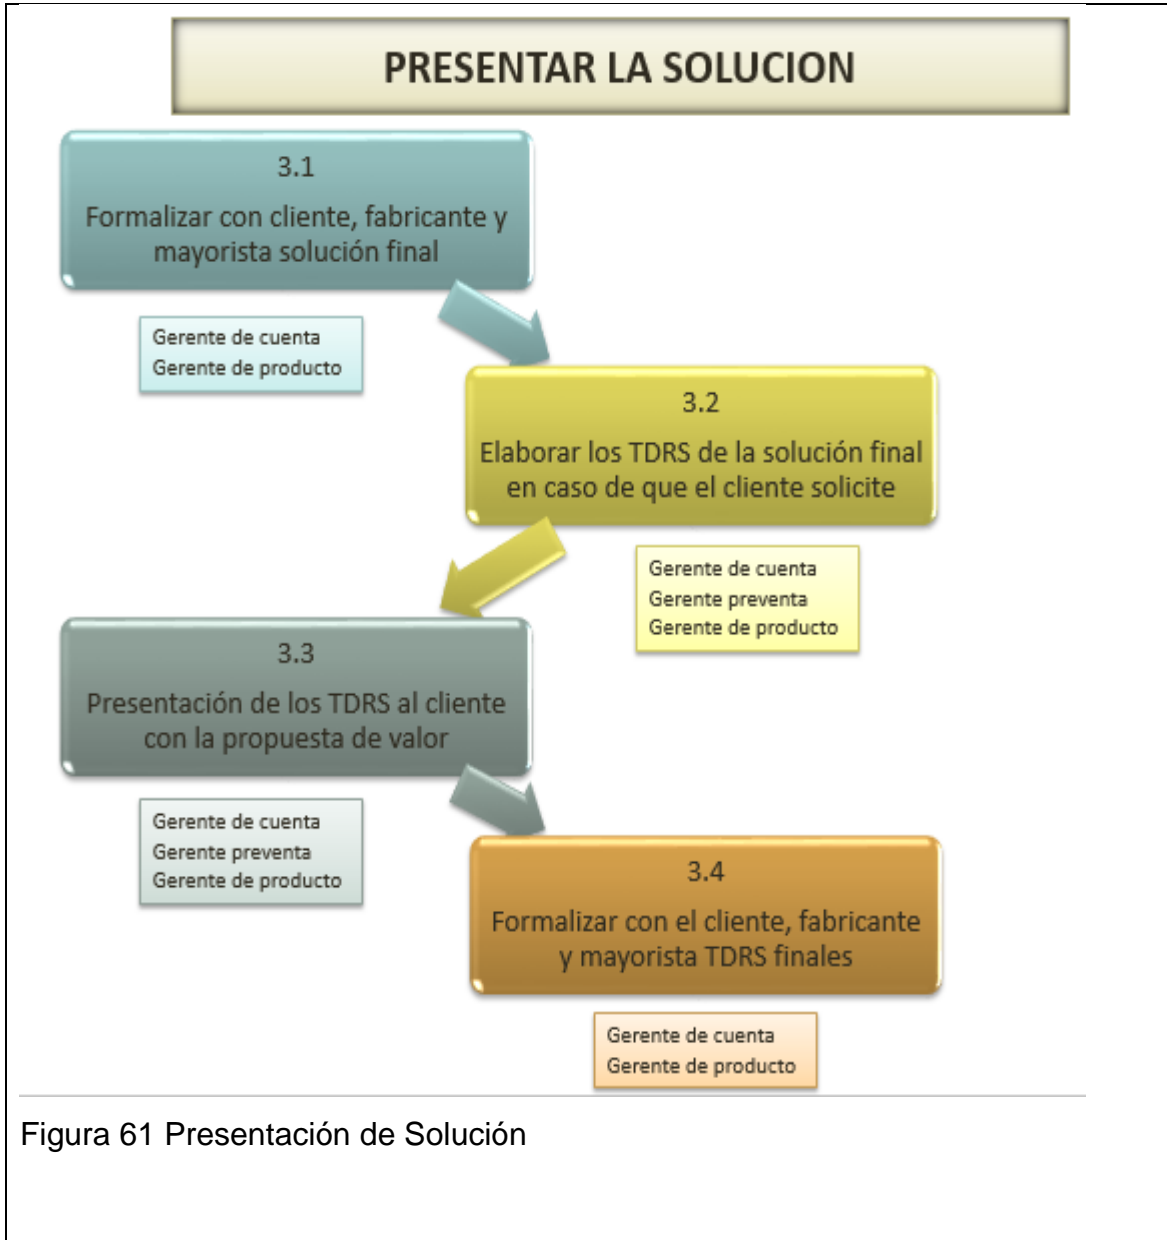 PRESENTAR LA SOLUCION
3.1
Formalizar con cliente, fabricante y
mayorista solución final
Gerente de cuenta
Gerente de producto
3.2
Elaborar los TDRS de la solución final
en caso de que el cliente solicite
Gerente de cuenta
Gerente preventa
Gerente de producto
3.3
Presentación de los TDRS al cliente
con la propuesta de valor
Gerente de cuenta
Gerente preventa
Gerente de producto
3.4
Formalizar con el cliente, fabricante
y mayorista TDRS finales
Gerente de cuenta
Gerente de producto
Figura 61 Presentación de Solución